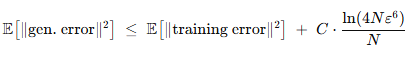 𝔼[‖gen. error‖²] ≤ 𝔼[‖training error‖²] + C · ln(4Nε⁶) / N